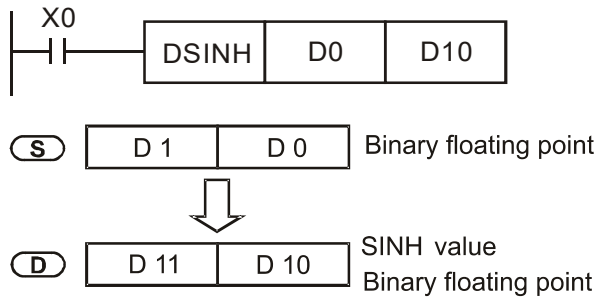 X0
DSINH D0 D10
S D 1 D 0 Binary floating point
D D 11 D 10 SINH value
Binary floating point